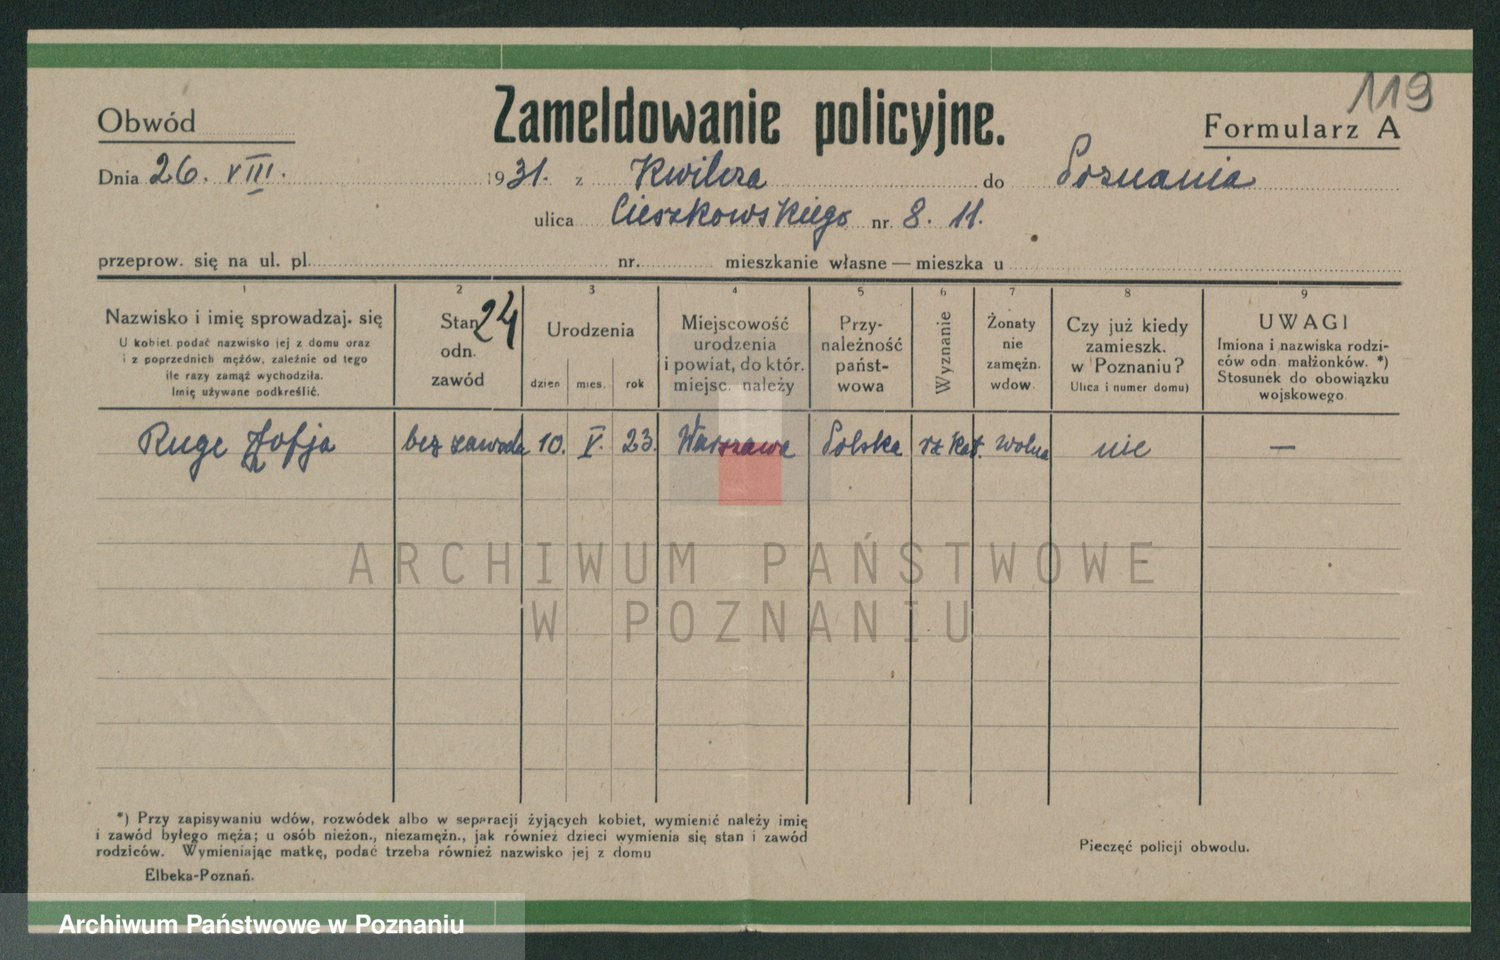 119
Zameldowanie policyjne.
Obwód
Formularz A
Dnia 26. VIII. 1931. z Kwilcza do Poznania
ulica Cieszkowskiego nr. 8. 11.
przeprow. się na ul. pl. nr. mieszkanie własne — mieszka u
1 2 3 4 5 6 7 8 9
Nazwisko i imię sprowadzaj. się
U kobiet podać nazwisko jej z domu oraz
i z poprzednich mężów, zależnie od tego
ile razy zamąż wychodziła.
Imię używane podkreślić.
Stan
24
odn.
zawód
Urodzenia
dzien mies. rok
Miejscowość
urodzenia
i powiat, do któr.
miejsc. należy
Przy-
należność
państ-
wowa
Wyznanie
Żonaty
nie
zamężn.
wdow.
Czy już kiedy
zamieszk.
w Poznaniu?
Ulica i numer domu)
UWAGI
Imiona i nazwiska rodzi-
ców odn. małżonków. *)
Stosunek do obowiązku
wojskowego
Ruge Zofja bez zawodu 10. V. 23. Warszawa Polska rz kat. wolna nie —
ARCHIWUM PAŃSTWOWE
W POZNANIU
*) Przy zapisywaniu wdów, rozwódek albo w seperacji żyjących kobiet, wymienić należy imię
i zawód byłego męża; u osób nieżon., niezamężn., jak również dzieci wymienia się stan i zawód
rodziców. Wymieniając matkę, podać trzeba również nazwisko jej z domu
Pieczęć policji obwodu.
Elbeka-Poznań.
Archiwum Państwowe w Poznaniu